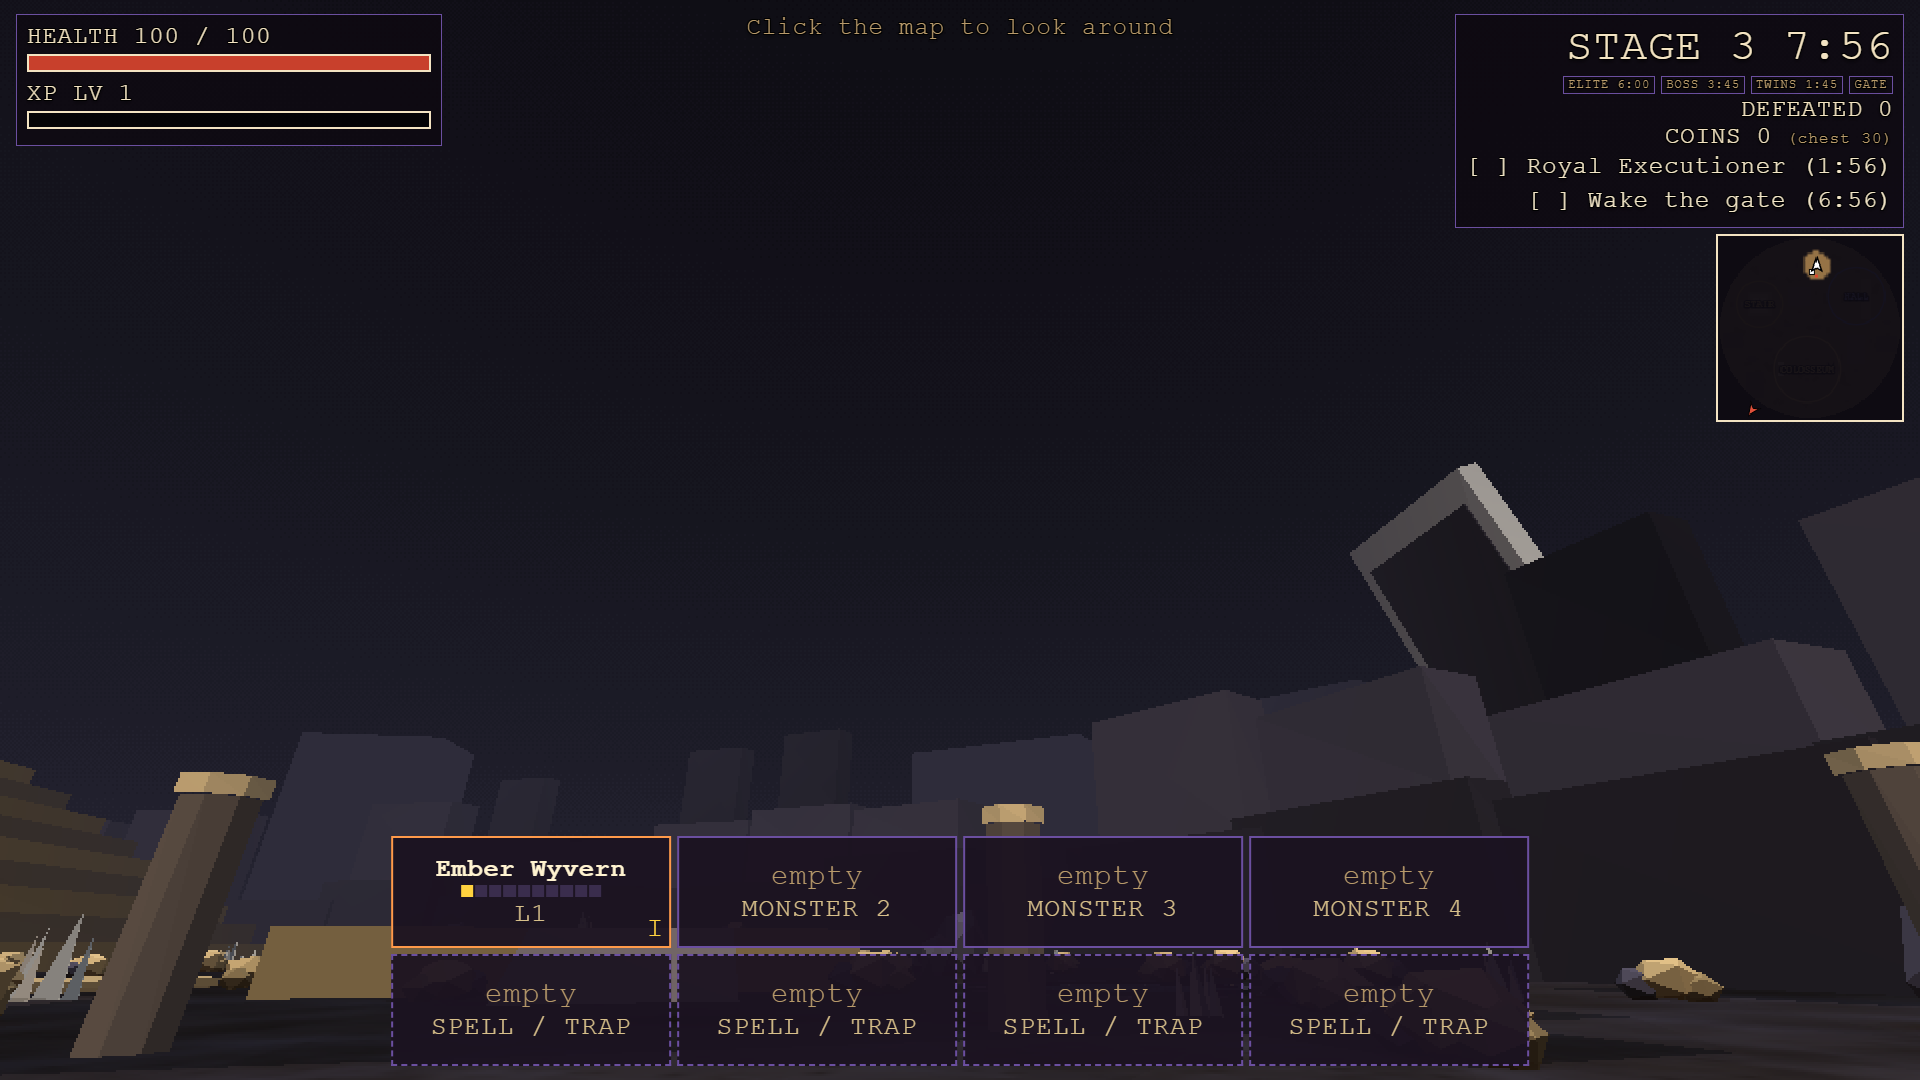 HEALTH 100 / 100
XP LV 1
Click the map to look around
STAGE 3 7:56
ELITE 6:00 BOSS 3:45 TWINS 1:45 GATE
DEFEATED 0
COINS 0 (chest 30)
[ ] Royal Executioner (1:56)
[ ] Wake the gate (6:56)
Ember Wyvern
L1
I
empty
MONSTER 2
empty
MONSTER 3
empty
MONSTER 4
empty
SPELL / TRAP
empty
SPELL / TRAP
empty
SPELL / TRAP
empty
SPELL / TRAP